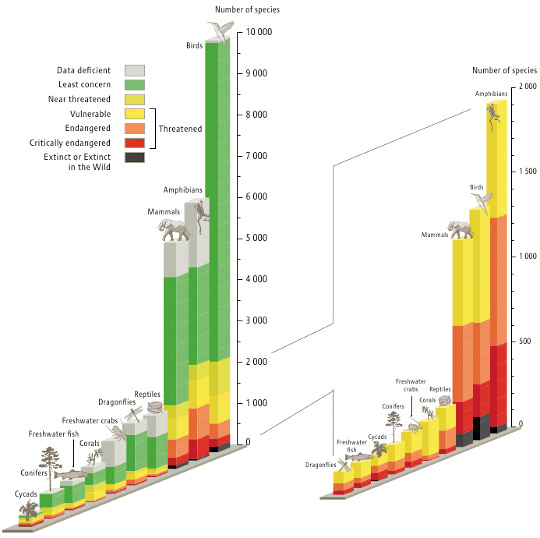 Number of species
10 000
9 000
8 000
7 000
6 000
5 000
4 000
3 000
2 000
1 000
0
Data deficient
Least concern
Near threatened
Vulnerable
Endangered
Critically endangered
Threatened
Extinct or Extinct
in the Wild
Birds
Amphibians
Mammals
Reptiles
Dragonflies
Freshwater crabs
Corals
Freshwater fish
Conifers
Cycads
Number of species
2 000
1 500
1 000
500
0
Amphibians
Birds
Mammals
Reptiles
Corals
Freshwater
crabs
Conifers
Cycads
Freshwater
fish
Dragonflies